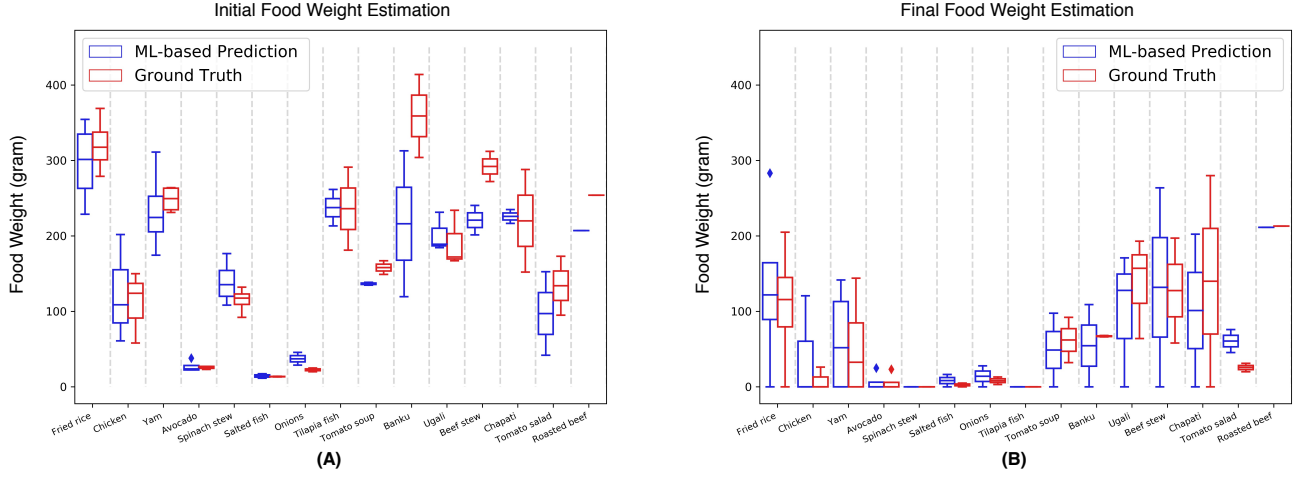 Initial Food Weight Estimation
ML-based Prediction
Ground Truth
Food Weight (gram)
400
300
200
100
0
Fried rice
Chicken
Yam
Avocado
Spinach stew
Salted fish
Onions
Tilapia fish
Tomato soup
Banku
Ugali
Beef stew
Chapati
Tomato salad
Roasted beef
(A)
Final Food Weight Estimation
ML-based Prediction
Ground Truth
Food Weight (gram)
400
300
200
100
0
Fried rice
Chicken
Yam
Avocado
Spinach stew
Salted fish
Onions
Tilapia fish
Tomato soup
Banku
Ugali
Beef stew
Chapati
Tomato salad
Roasted beef
(B)